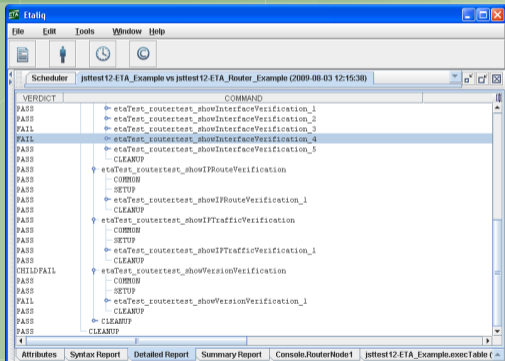 Etaliq
File Edit Tools Window Help
Scheduler jsttest12-ETA_Example vs jsttest12-ETA_Router_Example (2009-08-03 12:15:38)
VERDICT COMMAND
PASS etaTest_routertest_showInterfaceVerification_1
PASS etaTest_routertest_showInterfaceVerification_2
FAIL etaTest_routertest_showInterfaceVerification_3
FAIL etaTest_routertest_showInterfaceVerification_4
PASS etaTest_routertest_showInterfaceVerification_5
PASS CLEANUP
PASS etaTest_routertest_showIPRouteVerification
PASS COMMON
PASS SETUP
PASS etaTest_routertest_showIPRouteVerification_1
PASS CLEANUP
PASS etaTest_routertest_showIPTrafficVerification
PASS COMMON
PASS SETUP
PASS etaTest_routertest_showIPTrafficVerification_1
PASS CLEANUP
CHILDFAIL etaTest_routertest_showVersionVerification
PASS COMMON
PASS SETUP
FAIL etaTest_routertest_showVersionVerification_1
PASS CLEANUP
PASS CLEANUP
PASS CLEANUP
Attributes Syntax Report Detailed Report Summary Report Console.RouterNode1 jsttest12-ETA_Example.execTable (